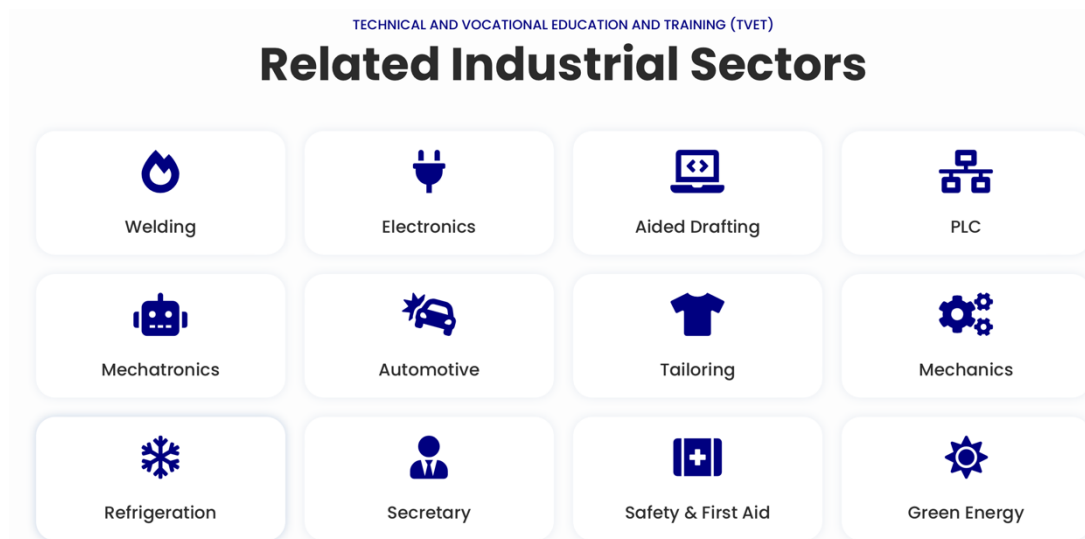 TECHNICAL AND VOCATIONAL EDUCATION AND TRAINING (TVET)
Related Industrial Sectors
Welding
Electronics
Aided Drafting
PLC
Mechatronics
Automotive
Tailoring
Mechanics
Refrigeration
Secretary
Safety & First Aid
Green Energy